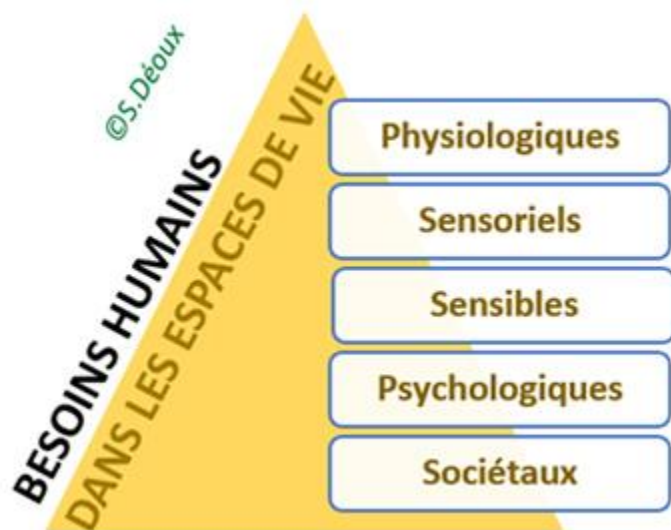 ©S.Déoux
BESOINS HUMAINS
DANS LES ESPACES DE VIE
Physiologiques
Sensoriels
Sensibles
Psychologiques
Sociétaux